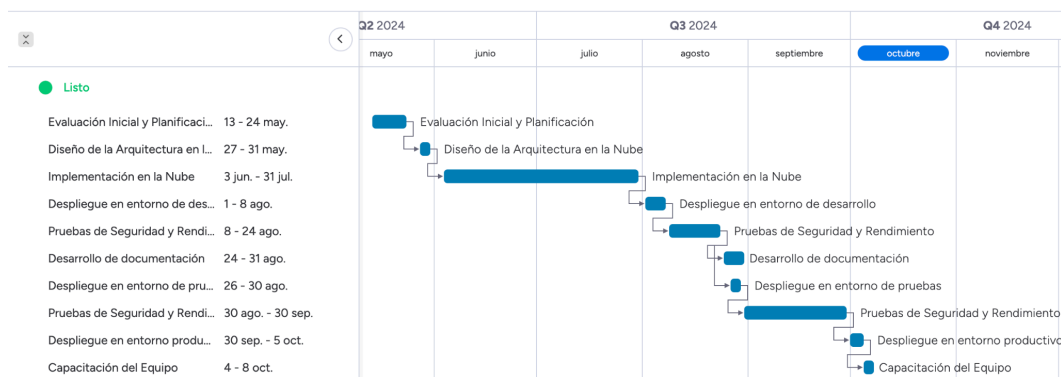 Q2 2024 Q3 2024 Q4 2024
mayo junio julio agosto septiembre octubre noviembre
Listo
Evaluación Inicial y Planificaci... 13 - 24 may. Evaluación Inicial y Planificación
Diseño de la Arquitectura en l... 27 - 31 may. Diseño de la Arquitectura en la Nube
Implementación en la Nube 3 jun. - 31 jul. Implementación en la Nube
Despliegue en entorno de des... 1 - 8 ago. Despliegue en entorno de desarrollo
Pruebas de Seguridad y Rendi... 8 - 24 ago. Pruebas de Seguridad y Rendimiento
Desarrollo de documentación 24 - 31 ago. Desarrollo de documentación
Despliegue en entorno de pru... 26 - 30 ago. Despliegue en entorno de pruebas
Pruebas de Seguridad y Rendi... 30 ago. - 30 sep. Pruebas de Seguridad y Rendimiento
Despliegue en entorno produ... 30 sep. - 5 oct. Despliegue en entorno productivo
Capacitación del Equipo 4 - 8 oct. Capacitación del Equipo